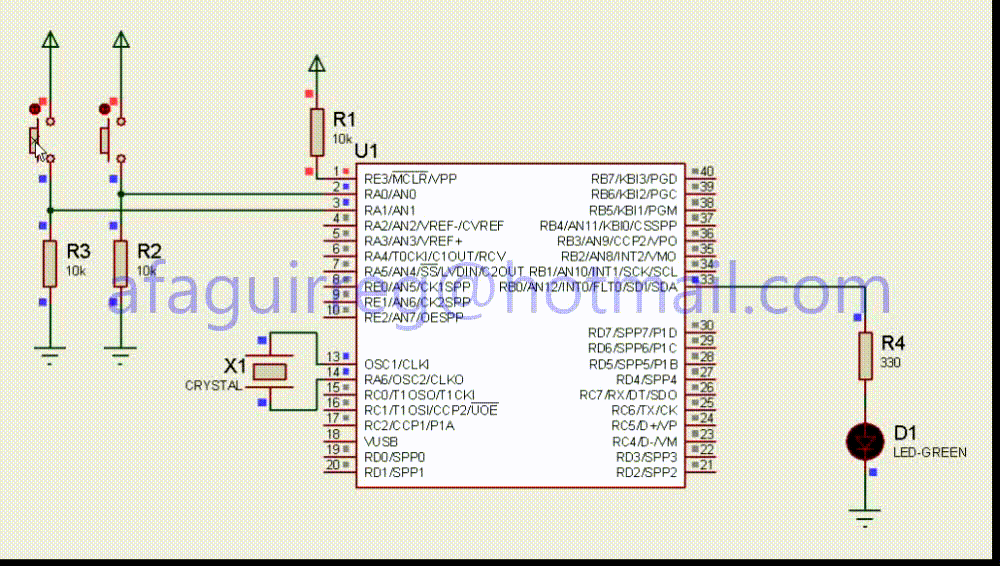 R1
10k
U1
R3
10k
R2
10k
1 RE3/MCLR/VPP
2 RA0/AN0
3 RA1/AN1
4 RA2/AN2/VREF-/CVREF
5 RA3/AN3/VREF+
6 RA4/T0CKI/C1OUT/RCV
7 RA5/AN4/SS/LVDIN/C2OUT
8 RE0/AN5/CK1SPP
9 RE1/AN6/CK2SPP
10 RE2/AN7/OESPP
13 OSC1/CLKI
14 RA6/OSC2/CLKO
15 RC0/T1OSO/T1CKI
16 RC1/T1OSI/CCP2/UOE
17 RC2/CCP1/P1A
18 VUSB
19 RD0/SPP0
20 RD1/SPP1
RB7/KBI3/PGD 40
RB6/KBI2/PGC 39
RB5/KBI1/PGM 38
RB4/AN11/KBI0/CSSPP 37
RB3/AN9/CCP2/VPO 36
RB2/AN8/INT2/VMO 35
RB1/AN10/INT1/SCK/SCL 34
RB0/AN12/INT0/FLT0/SDI/SDA 33
RD7/SPP7/P1D 30
RD6/SPP6/P1C 29
RD5/SPP5/P1B 28
RD4/SPP4 27
RC7/RX/DT/SDO 26
RC6/TX/CK 25
RC5/D+/VP 24
RC4/D-/VM 23
RD3/SPP3 22
RD2/SPP2 21
X1
CRYSTAL
R4
330
D1
LED-GREEN
afaguirreg@hotmail.com